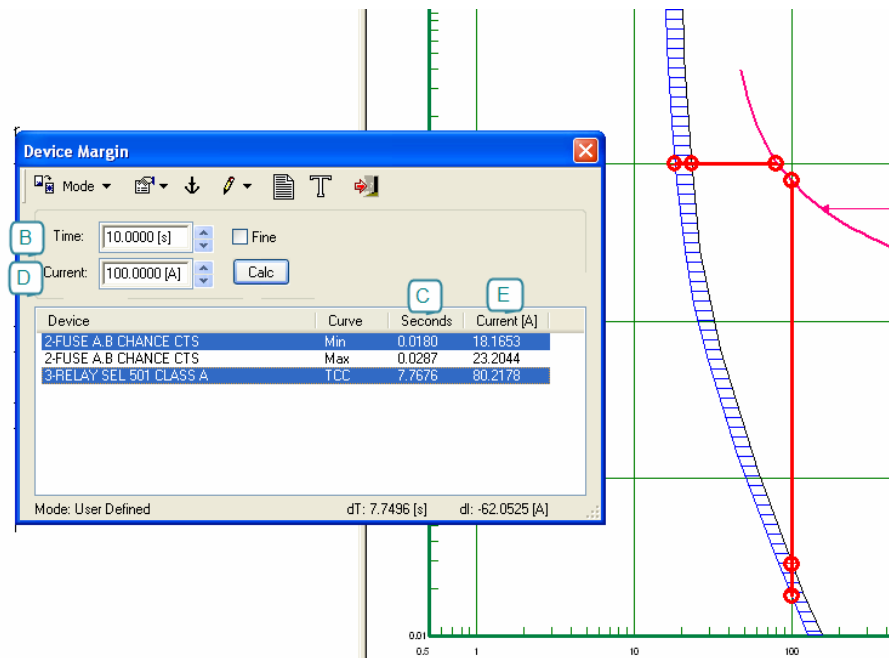 Device Margin
Mode
B Time: 10.0000 [s] Fine
D Current: 100.0000 [A] Calc
C E
Device Curve Seconds Current [A]
2-FUSE A.B CHANCE CTS Min 0.0180 18.1653
2-FUSE A.B CHANCE CTS Max 0.0287 23.2044
3-RELAY SEL 501 CLASS A TCC 7.7676 80.2178
Mode: User Defined dT: 7.7496 [s] dI: -62.0525 [A]
0.01
0.5 1 10 100